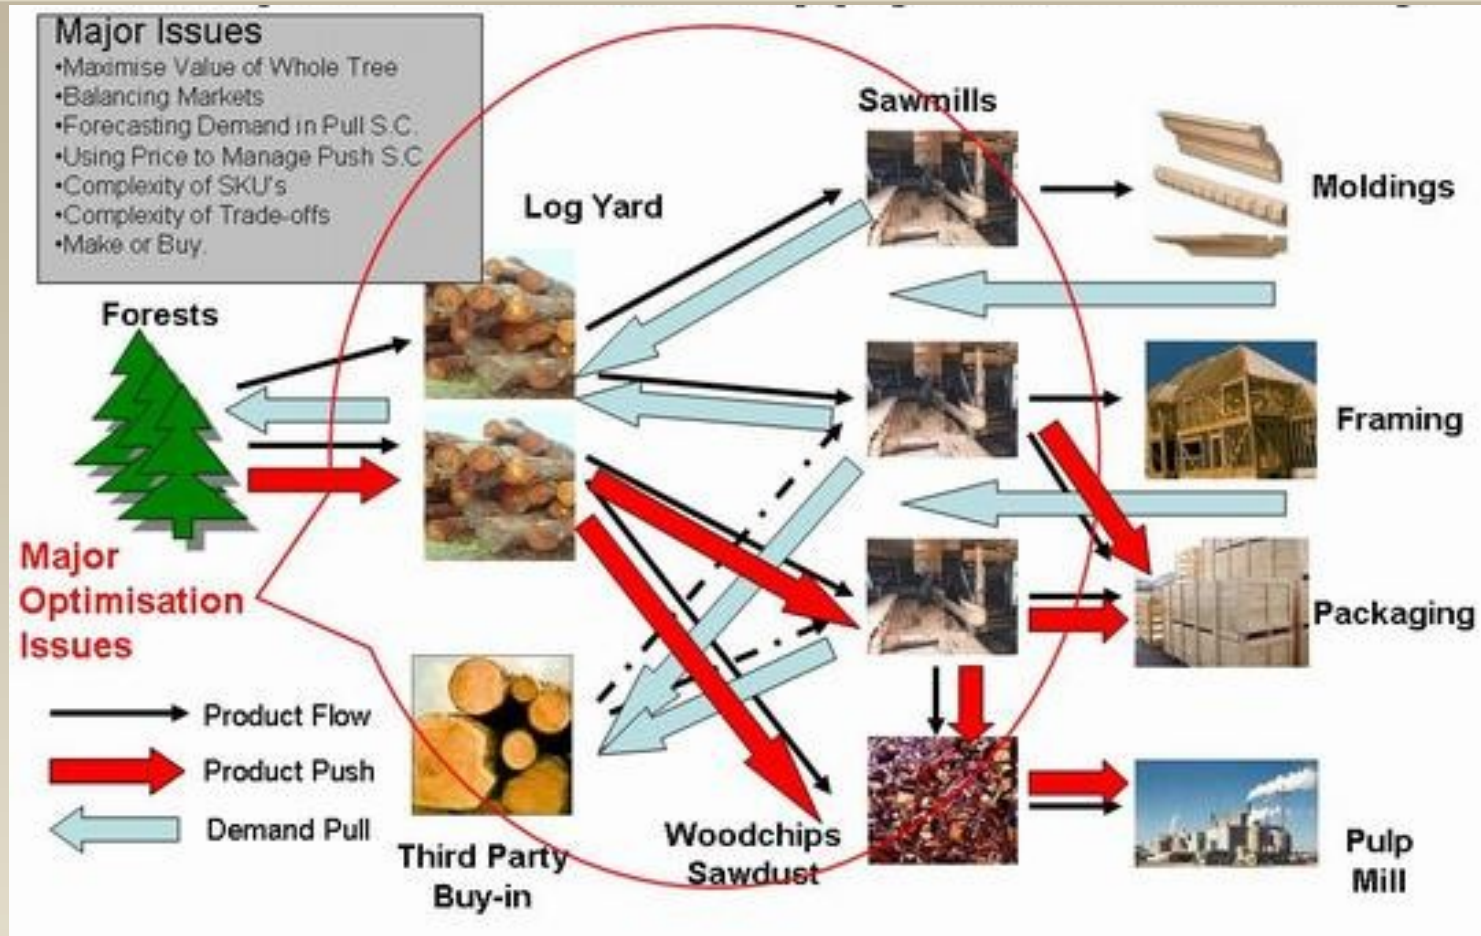 Major Issues
•Maximise Value of Whole Tree
•Balancing Markets
•Forecasting Demand in Pull S.C.
•Using Price to Manage Push S.C
•Complexity of SKU's
•Complexity of Trade-offs
•Make or Buy.
Sawmills
Log Yard
Moldings
Forests
Framing
Major
Optimisation
Issues
Packaging
Product Flow
Product Push
Demand Pull
Third Party
Buy-in
Woodchips
Sawdust
Pulp
Mill